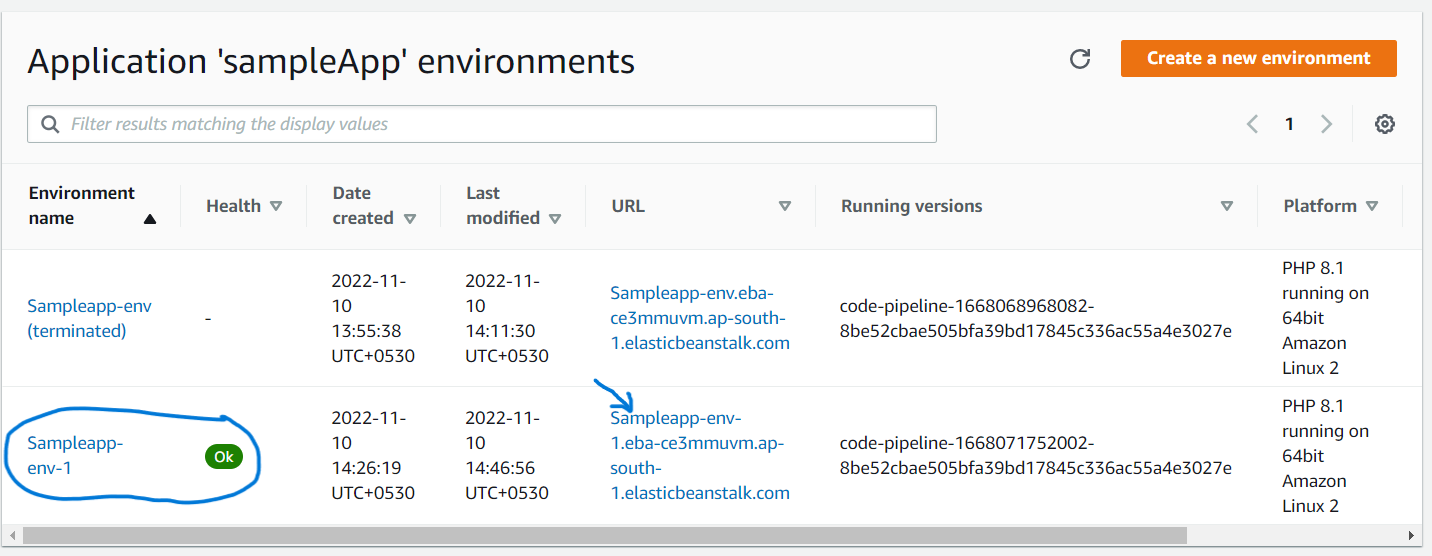 Application 'sampleApp' environments
Create a new environment
Filter results matching the display values
1
Environment
name
Health
Date
created
Last
modified
URL
Running versions
Platform
Sampleapp-env
(terminated)
-
2022-11-
10
13:55:38
UTC+0530
2022-11-
10
14:11:30
UTC+0530
Sampleapp-env.eba-
ce3mmuvm.ap-south-
1.elasticbeanstalk.com
code-pipeline-1668068968082-
8be52cbae505bfa39bd17845c336ac55a4e3027e
PHP 8.1
running on
64bit
Amazon
Linux 2
Sampleapp-
env-1
Ok
2022-11-
10
14:26:19
UTC+0530
2022-11-
10
14:46:56
UTC+0530
Sampleapp-env-
1.eba-ce3mmuvm.ap-
south-
1.elasticbeanstalk.com
code-pipeline-1668071752002-
8be52cbae505bfa39bd17845c336ac55a4e3027e
PHP 8.1
running on
64bit
Amazon
Linux 2